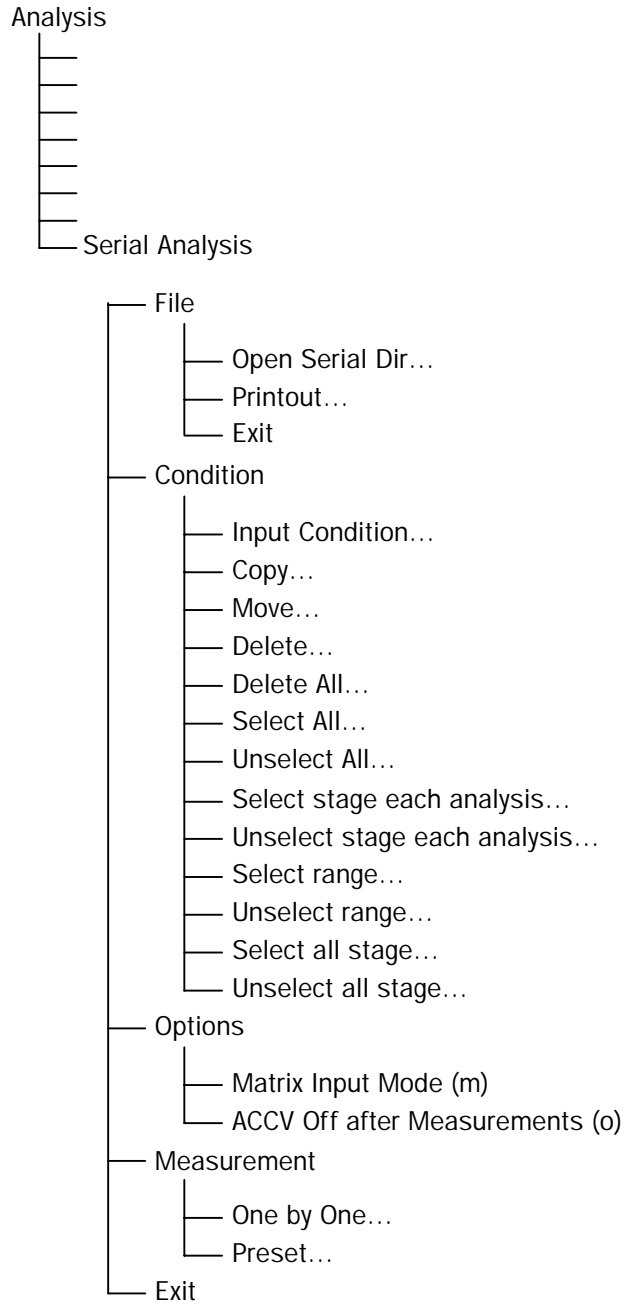 Analysis
Serial Analysis
File
Open Serial Dir…
Printout…
Exit
Condition
Input Condition…
Copy…
Move…
Delete…
Delete All…
Select All…
Unselect All…
Select stage each analysis…
Unselect stage each analysis…
Select range…
Unselect range…
Select all stage…
Unselect all stage…
Options
Matrix Input Mode (m)
ACCV Off after Measurements (o)
Measurement
One by One…
Preset…
Exit